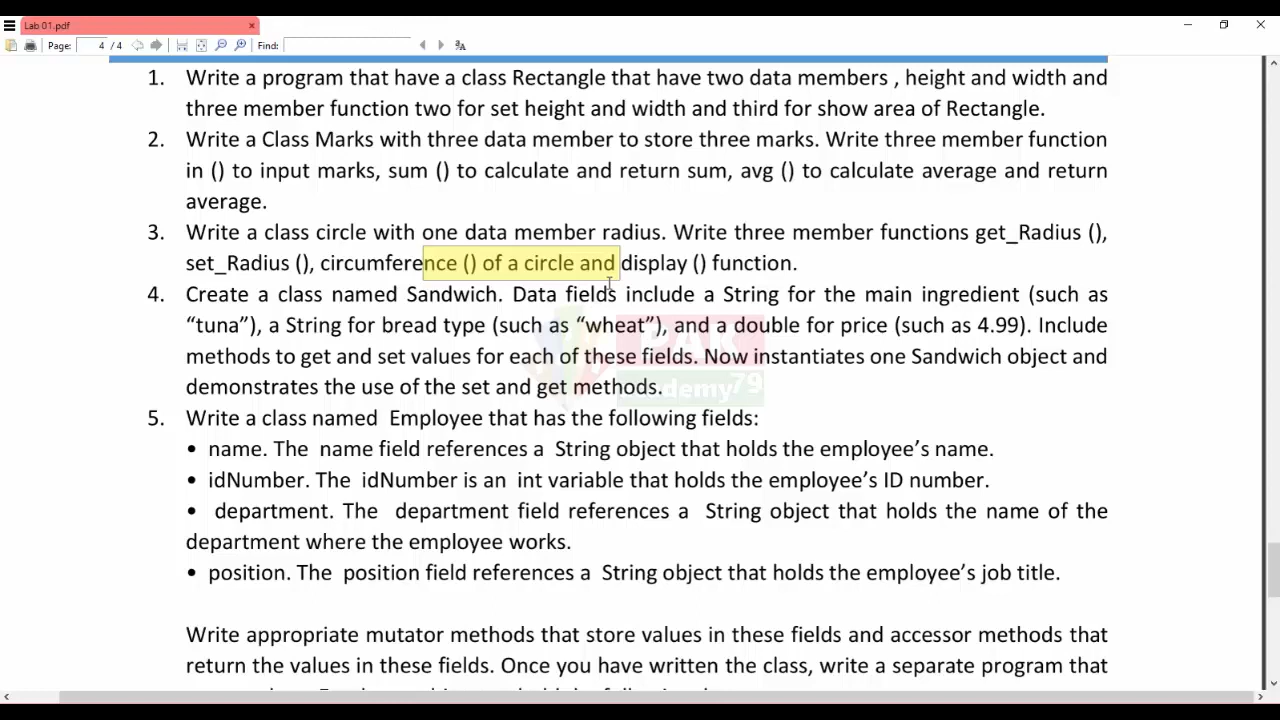 Lab 01.pdf
Page: 4 / 4 Find:
1. Write a program that have a class Rectangle that have two data members , height and width and
three member function two for set height and width and third for show area of Rectangle.
2. Write a Class Marks with three data member to store three marks. Write three member function
in () to input marks, sum () to calculate and return sum, avg () to calculate average and return
average.
3. Write a class circle with one data member radius. Write three member functions get_Radius (),
set_Radius (), circumference () of a circle and display () function.
4. Create a class named Sandwich. Data fields include a String for the main ingredient (such as
“tuna”), a String for bread type (such as “wheat”), and a double for price (such as 4.99). Include
methods to get and set values for each of these fields. Now instantiates one Sandwich object and
demonstrates the use of the set and get methods.
PAK
Academy79
5. Write a class named Employee that has the following fields:
• name. The name field references a String object that holds the employee’s name.
• idNumber. The idNumber is an int variable that holds the employee’s ID number.
• department. The department field references a String object that holds the name of the
department where the employee works.
• position. The position field references a String object that holds the employee’s job title.
Write appropriate mutator methods that store values in these fields and accessor methods that
return the values in these fields. Once you have written the class, write a separate program that